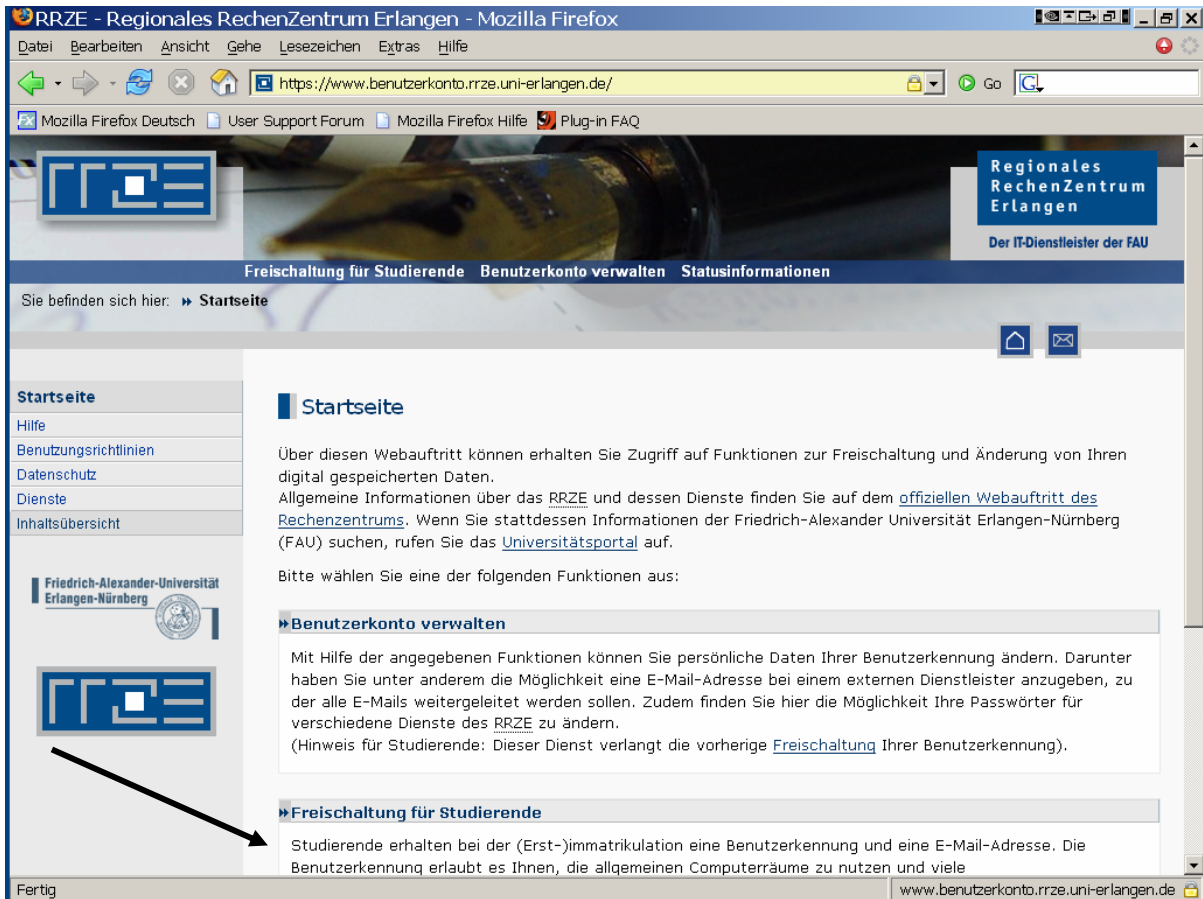 RRZE - Regionales RechenZentrum Erlangen - Mozilla Firefox
Datei Bearbeiten Ansicht Gehe Lesezeichen Extras Hilfe
https://www.benutzerkonto.rrze.uni-erlangen.de/
Go
Mozilla Firefox Deutsch User Support Forum Mozilla Firefox Hilfe Plug-in FAQ
rrze
Regionales
RechenZentrum
Erlangen
Der IT-Dienstleister der FAU
Freischaltung für Studierende Benutzerkonto verwalten Statusinformationen
Sie befinden sich hier: » Startseite
Startseite
Hilfe
Benutzungsrichtlinien
Datenschutz
Dienste
Inhaltsübersicht
Friedrich-Alexander-Universität
Erlangen-Nürnberg
rrze
Startseite
Über diesen Webauftritt können erhalten Sie Zugriff auf Funktionen zur Freischaltung und Änderung von Ihren
digital gespeicherten Daten.
Allgemeine Informationen über das RRZE und dessen Dienste finden Sie auf dem offiziellen Webauftritt des
Rechenzentrums. Wenn Sie stattdessen Informationen der Friedrich-Alexander Universität Erlangen-Nürnberg
(FAU) suchen, rufen Sie das Universitätsportal auf.
Bitte wählen Sie eine der folgenden Funktionen aus:
»Benutzerkonto verwalten
Mit Hilfe der angegebenen Funktionen können Sie persönliche Daten Ihrer Benutzerkennung ändern. Darunter
haben Sie unter anderem die Möglichkeit eine E-Mail-Adresse bei einem externen Dienstleister anzugeben, zu
der alle E-Mails weitergeleitet werden sollen. Zudem finden Sie hier die Möglichkeit Ihre Passwörter für
verschiedene Dienste des RRZE zu ändern.
(Hinweis für Studierende: Dieser Dienst verlangt die vorherige Freischaltung Ihrer Benutzerkennung).
»Freischaltung für Studierende
Studierende erhalten bei der (Erst-)immatrikulation eine Benutzerkennung und eine E-Mail-Adresse. Die
Benutzerkennung erlaubt es Ihnen, die allgemeinen Computerräume zu nutzen und viele
Fertig
www.benutzerkonto.rrze.uni-erlangen.de